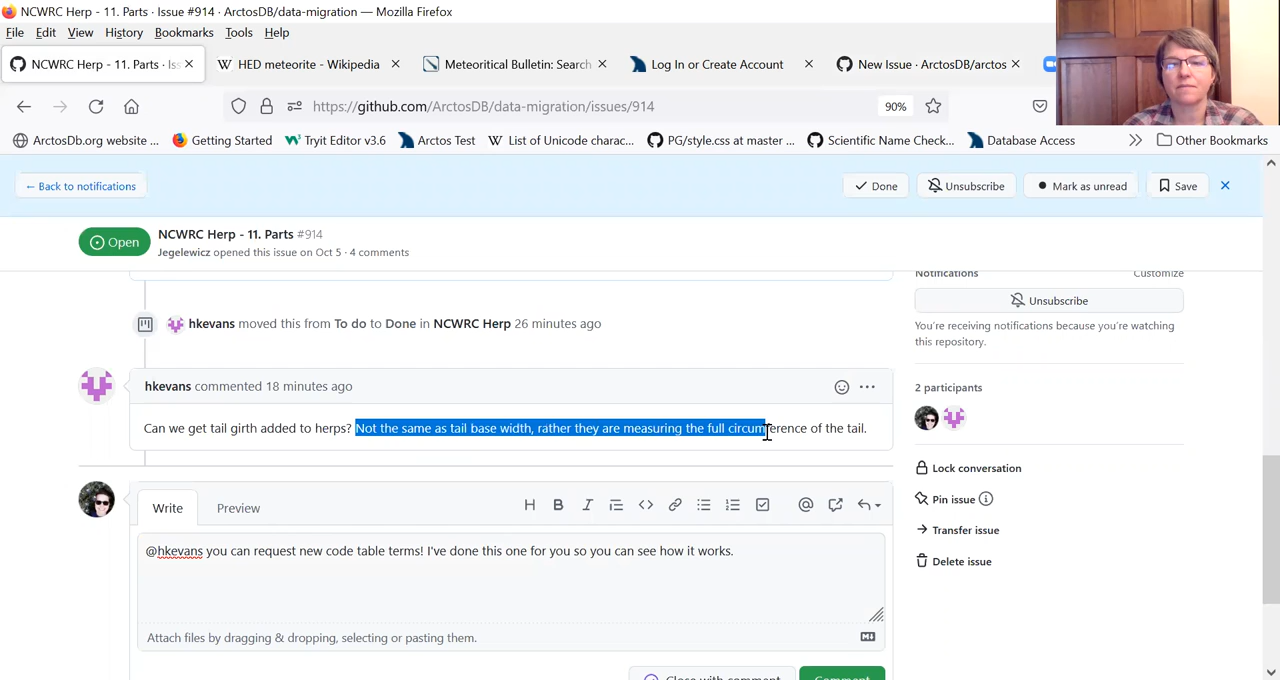 NCWRC Herp - 11. Parts · Issue #914 · ArctosDB/data-migration — Mozilla Firefox
File Edit View History Bookmarks Tools Help
NCWRC Herp - 11. Parts · Iss HED meteorite - Wikipedia Meteoritical Bulletin: Search Log In or Create Account New Issue · ArctosDB/arctos
https://github.com/ArctosDB/data-migration/issues/914 90%
ArctosDb.org website ... Getting Started Tryit Editor v3.6 Arctos Test List of Unicode charac... PG/style.css at master ... Scientific Name Check... Database Access Other Bookmarks
← Back to notifications Done Unsubscribe Mark as unread Save
Open NCWRC Herp - 11. Parts #914
Jegelewicz opened this issue on Oct 5 · 4 comments
Notifications Customize
Unsubscribe
You're receiving notifications because you're watching
this repository.
hkevans moved this from To do to Done in NCWRC Herp 26 minutes ago
hkevans commented 18 minutes ago
Can we get tail girth added to herps? Not the same as tail base width, rather they are measuring the full circumference of the tail.
2 participants
Lock conversation
Pin issue
Transfer issue
Delete issue
Write Preview
@hkevans you can request new code table terms! I've done this one for you so you can see how it works.
Attach files by dragging & dropping, selecting or pasting them.
Close with comment Comment